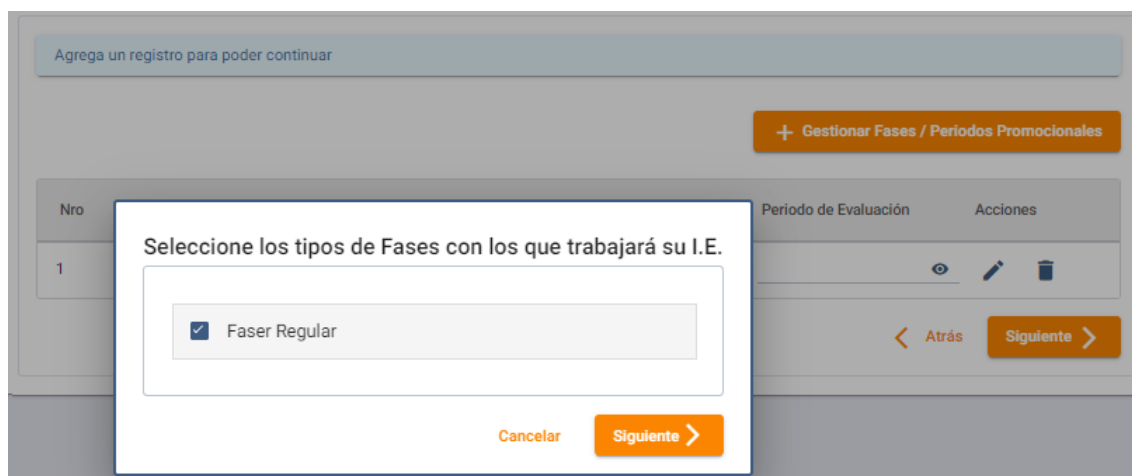 Agrega un registro para poder continuar
+ Gestionar Fases / Periodos Promocionales
Nro
Periodo de Evaluación
Acciones
Seleccione los tipos de Fases con los que trabajará su I.E.
1
Faser Regular
Atrás
Siguiente
Cancelar
Siguiente